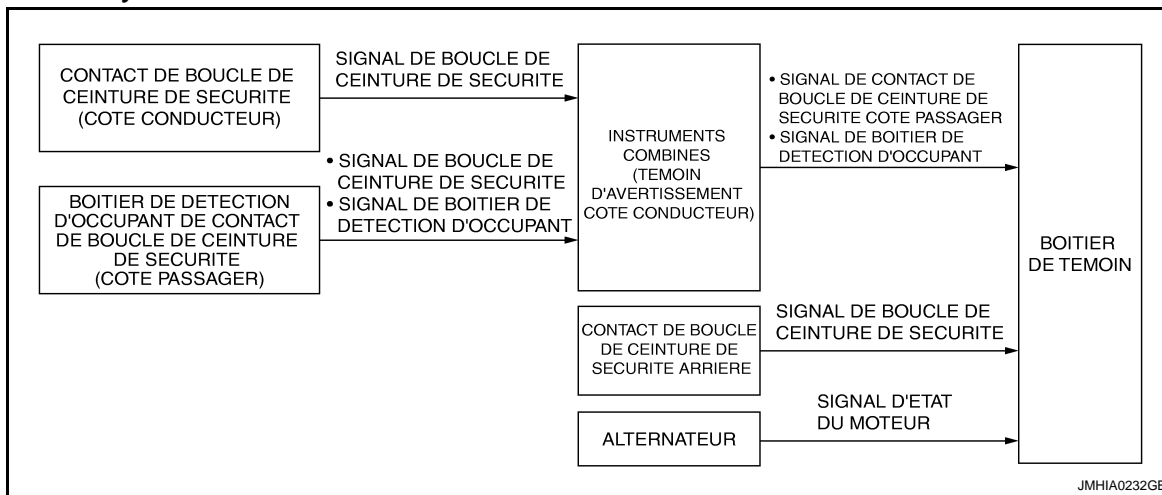 CONTACT DE BOUCLE DE
CEINTURE DE SECURITE
(COTE CONDUCTEUR)
SIGNAL DE BOUCLE DE
CEINTURE DE SECURITE
BOITIER DE DETECTION
D'OCCUPANT DE CONTACT
DE BOUCLE DE CEINTURE
DE SECURITE
(COTE PASSAGER)
• SIGNAL DE BOUCLE DE
CEINTURE DE SECURITE
• SIGNAL DE BOITIER DE
DETECTION D'OCCUPANT
INSTRUMENTS
COMBINES
(TEMOIN
D'AVERTISSEMENT
COTE CONDUCTEUR)
• SIGNAL DE CONTACT DE
BOUCLE DE CEINTURE DE
SECURITE COTE PASSAGER
• SIGNAL DE BOITIER DE
DETECTION D'OCCUPANT
CONTACT DE BOUCLE
DE CEINTURE DE
SECURITE ARRIERE
SIGNAL DE BOUCLE DE
CEINTURE DE SECURITE
ALTERNATEUR
SIGNAL D'ETAT
DU MOTEUR
BOITIER
DE TEMOIN